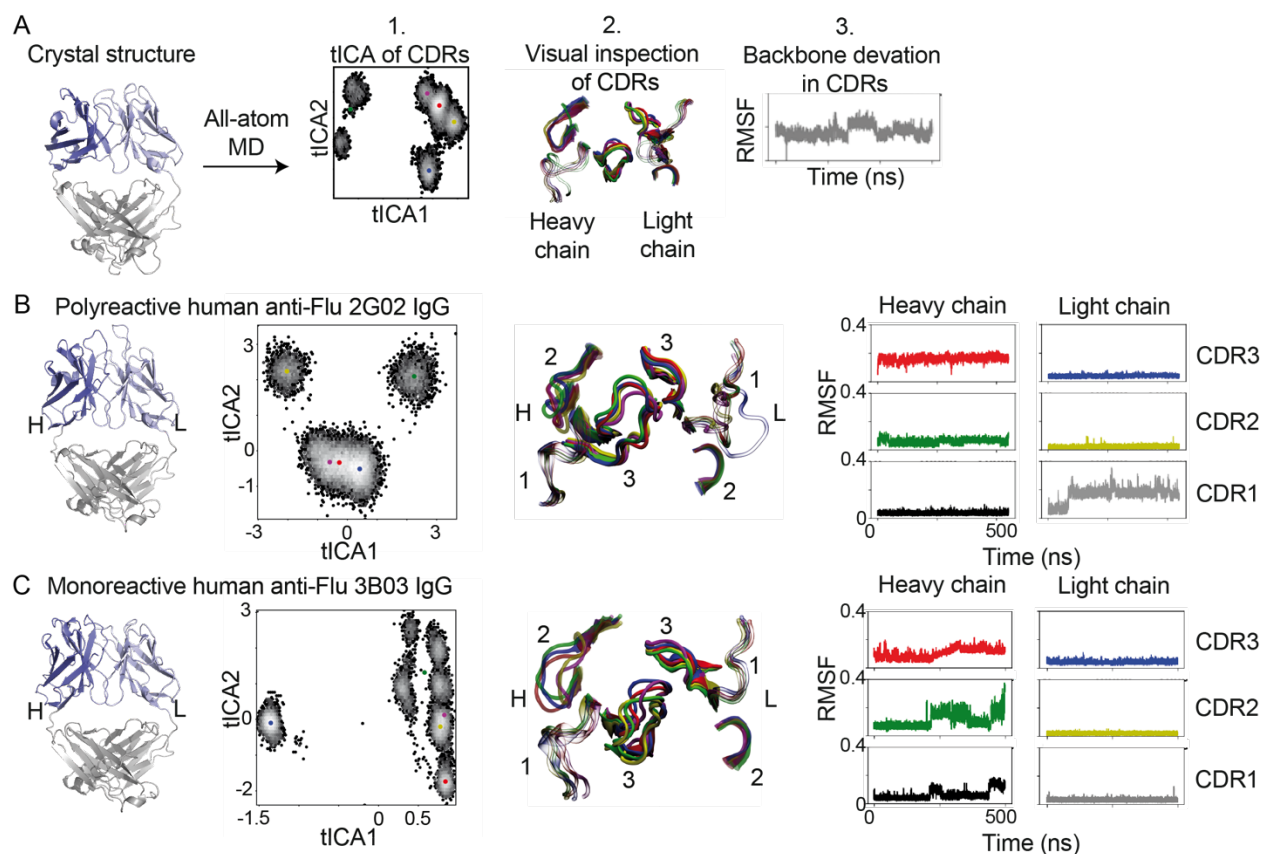 A
Crystal structure
All-atom
MD
1.
tICA of CDRs
tICA2
tICA1
2.
Visual inspection
of CDRs
Heavy
chain
Light
chain
3.
Backbone devation
in CDRs
RMSF
Time (ns)
B Polyreactive human anti-Flu 2G02 IgG
H
L
tICA2
3
2
0
-1
-3
0
3
tICA1
2
3
1
H
L
1
3
2
Heavy chain
Light chain
RMSF
0.4
CDR3
0.4
CDR2
0.4
CDR1
0
0
500
Time (ns)
C Monoreactive human anti-Flu 3B03 IgG
H
L
tICA2
3
2
0
-2
-1.5
0 0.5
tICA1
2
3
1
H
L
1
3
2
Heavy chain
Light chain
RMSF
0.4
CDR3
0.4
CDR2
0.4
CDR1
0
0
500
Time (ns)